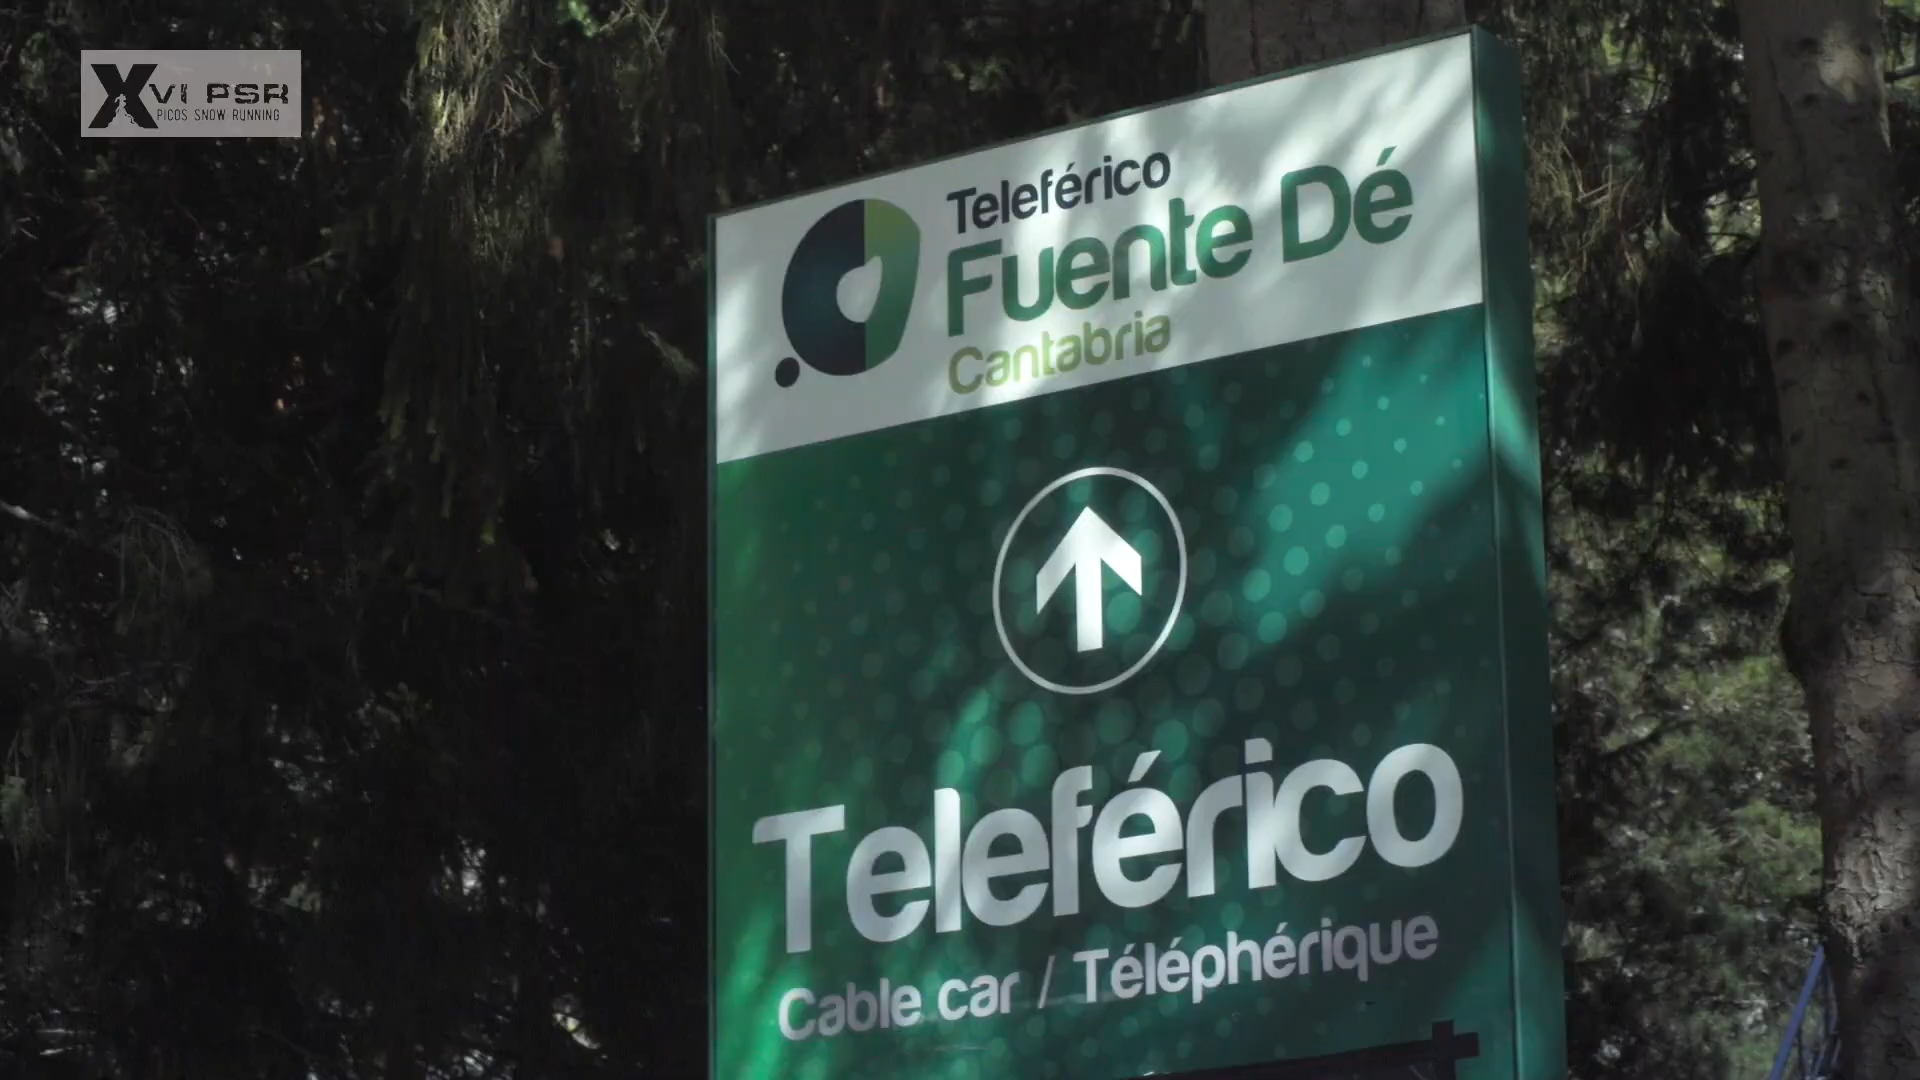 XVI PSR
PICOS SNOW RUNNING
Teleférico
Fuente Dé
Cantabria
Teleférico
Cable car / Téléphérique